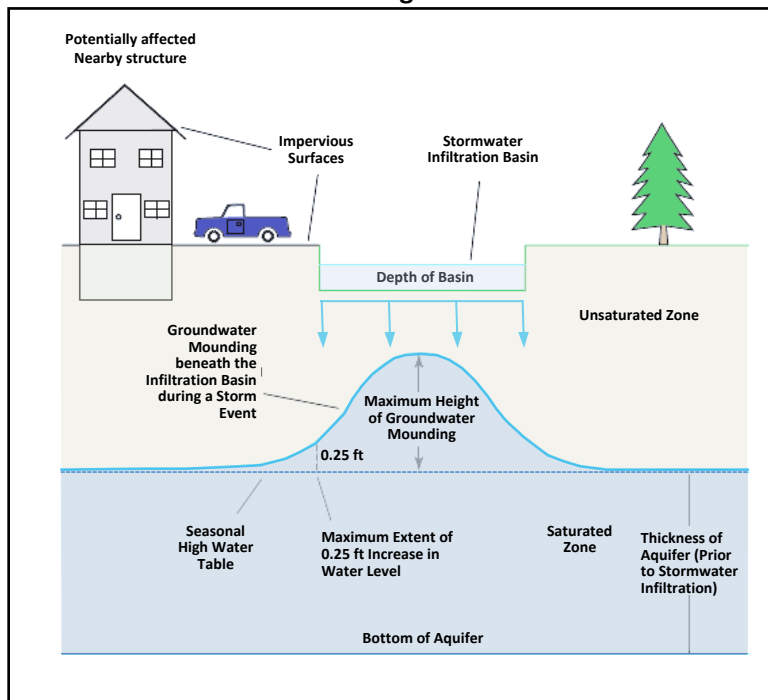 Potentially affected
Nearby structure
Impervious
Surfaces
Stormwater
Infiltration Basin
Depth of Basin
Unsaturated Zone
Groundwater
Mounding
beneath the
Infiltration Basin
during a Storm
Event
Maximum Height
of Groundwater
Mounding
0.25 ft
Seasonal
High Water
Table
Maximum Extent of
0.25 ft Increase in
Water Level
Saturated
Zone
Thickness of
Aquifer (Prior
to Stormwater
Infiltration)
Bottom of Aquifer